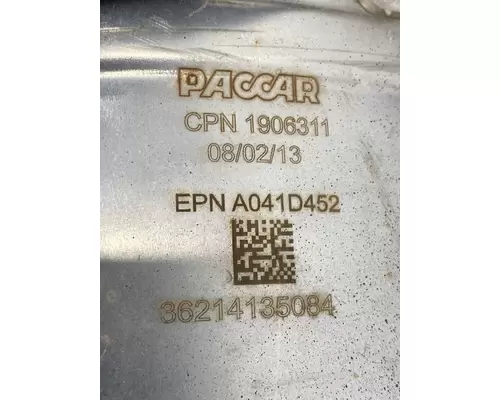 PACCAR
CPN 1906311
08/02/13
EPN A041D452
36214135084